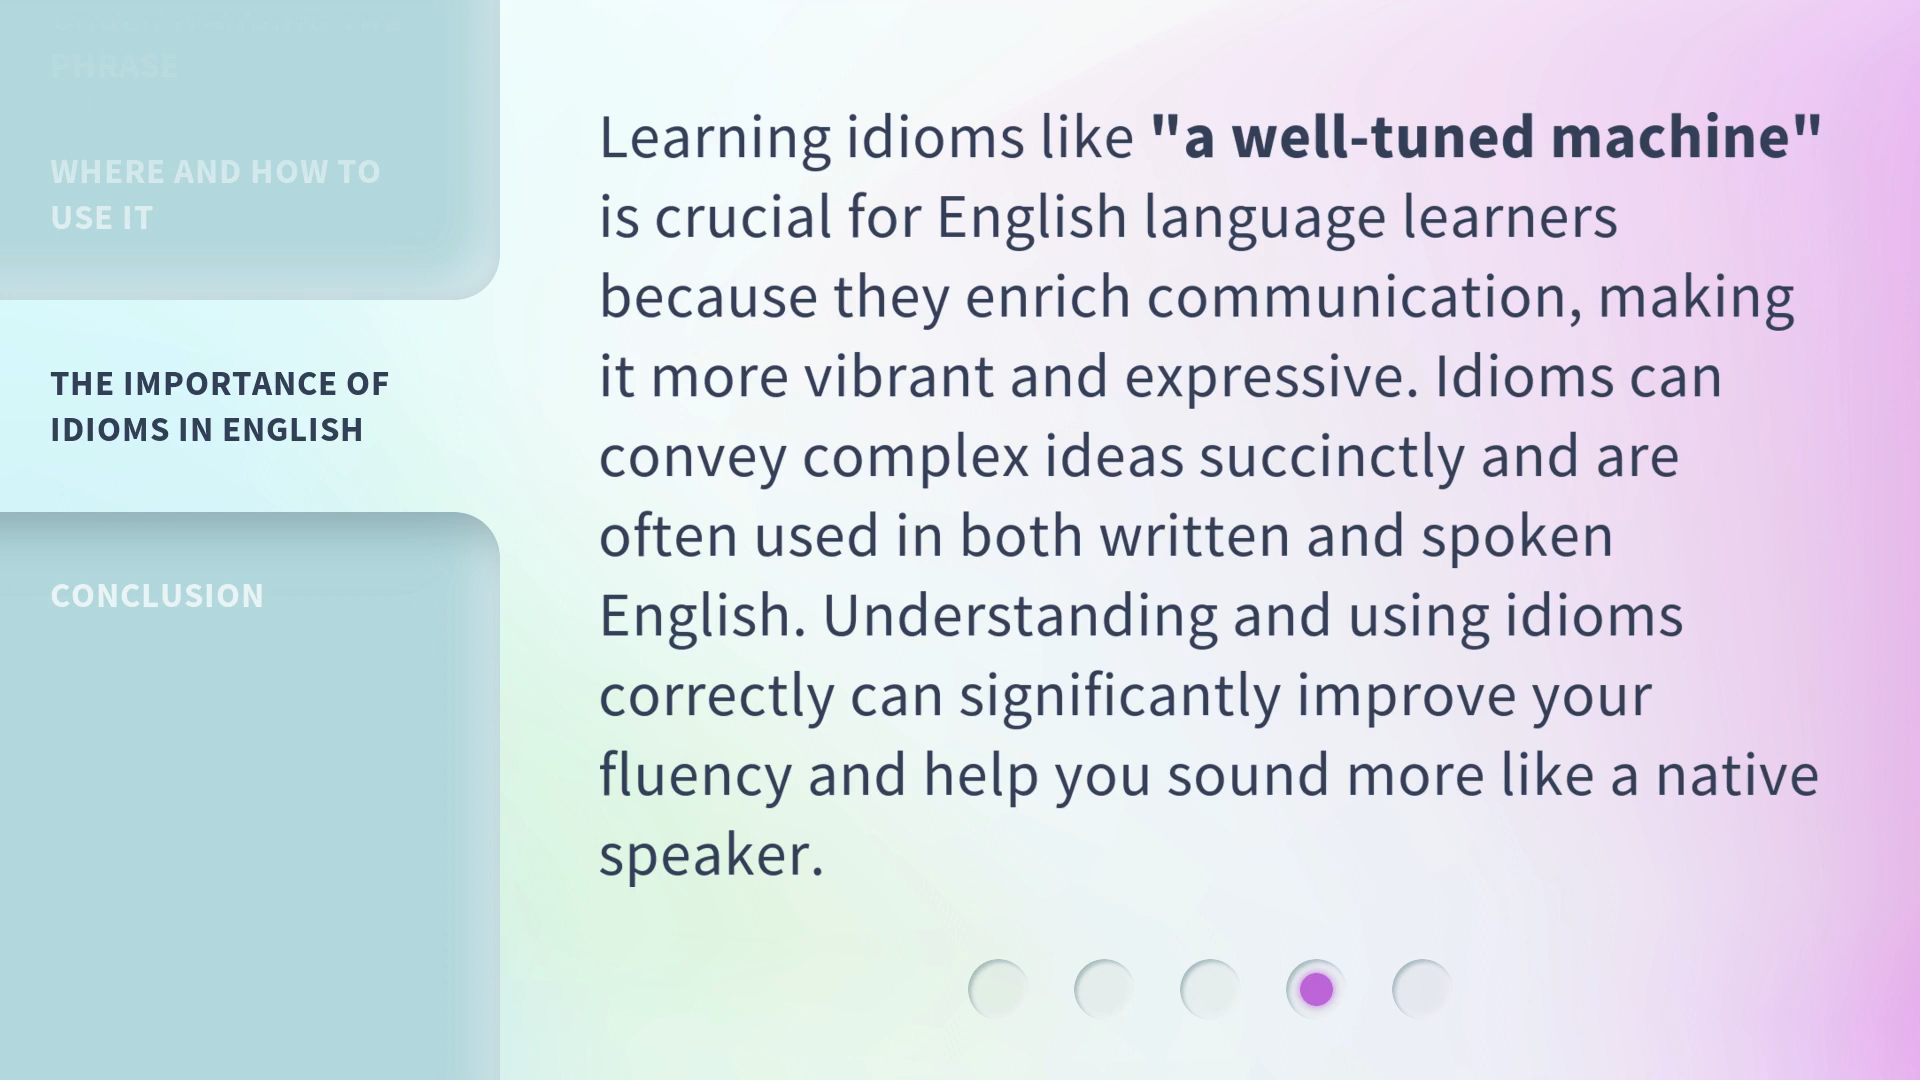 PHRASE
WHERE AND HOW TO
USE IT
THE IMPORTANCE OF
IDIOMS IN ENGLISH
CONCLUSION
Learning idioms like "a well-tuned machine"
is crucial for English language learners
because they enrich communication, making
it more vibrant and expressive. Idioms can
convey complex ideas succinctly and are
often used in both written and spoken
English. Understanding and using idioms
correctly can significantly improve your
fluency and help you sound more like a native
speaker.